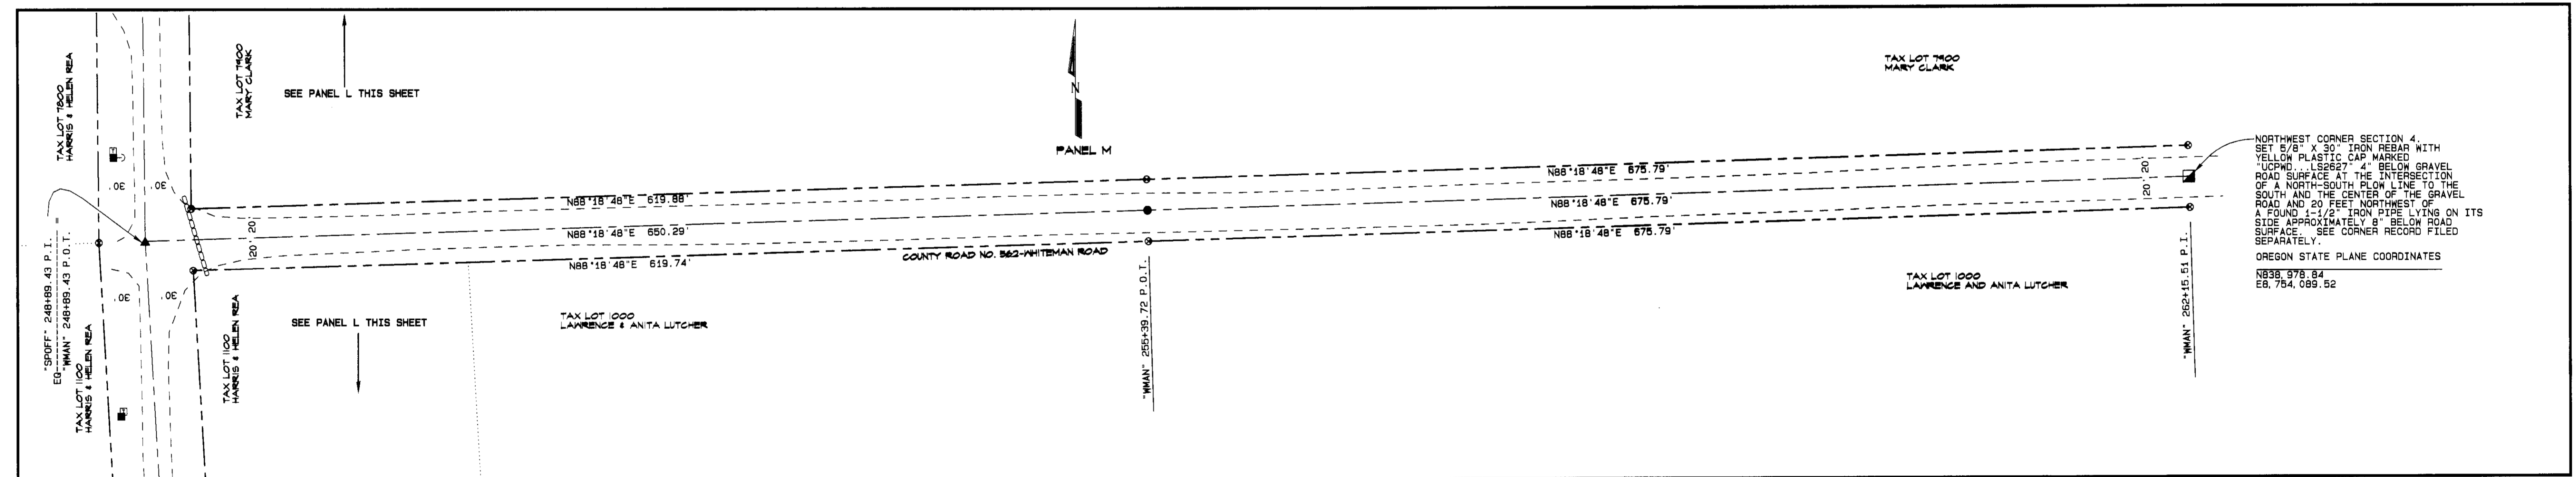 TAX LOT 7800
HARRIS & HELEN REA
TAX LOT 7900
MARY CLARK
SEE PANEL L THIS SHEET
N
PANEL M
TAX LOT 7900
MARY CLARK
30'
30'
"SPOFF" 248+89.43 P.I.
EQ
"WMAN" 248+89.43 P.O.T.
20'
20'
N88°18'48"E 619.88'
N88°18'48"E 650.29'
N88°18'48"E 619.74'
COUNTY ROAD NO. 562-WHITEMAN ROAD
N88°18'48"E 675.79'
N88°18'48"E 675.79'
N88°18'48"E 675.79'
20'
20'
NORTHWEST CORNER SECTION 4.
SET 5/8" X 30" IRON REBAR WITH
YELLOW PLASTIC CAP MARKED
"UCPWD...LS2627" 4" BELOW GRAVEL
ROAD SURFACE AT THE INTERSECTION
OF A NORTH-SOUTH PLOW LINE TO THE
SOUTH AND THE CENTER OF THE GRAVEL
ROAD AND 20 FEET NORTHWEST OF
A FOUND 1-1/2" IRON PIPE LYING ON ITS
SIDE APPROXIMATELY 8" BELOW ROAD
SURFACE. SEE CORNER RECORD FILED
SEPARATELY.
OREGON STATE PLANE COORDINATES
N838,978.84
E8,754,089.52
30'
30'
TAX LOT 1100
HARRIS & HELEN REA
TAX LOT 1100
HARRIS & HELEN REA
SEE PANEL L THIS SHEET
TAX LOT 1000
LAWRENCE & ANITA LUTCHER
"WMAN" 255+39.72 P.O.T.
TAX LOT 1000
LAWRENCE AND ANITA LUTCHER
"WMAN" 262+15.51 P.I.